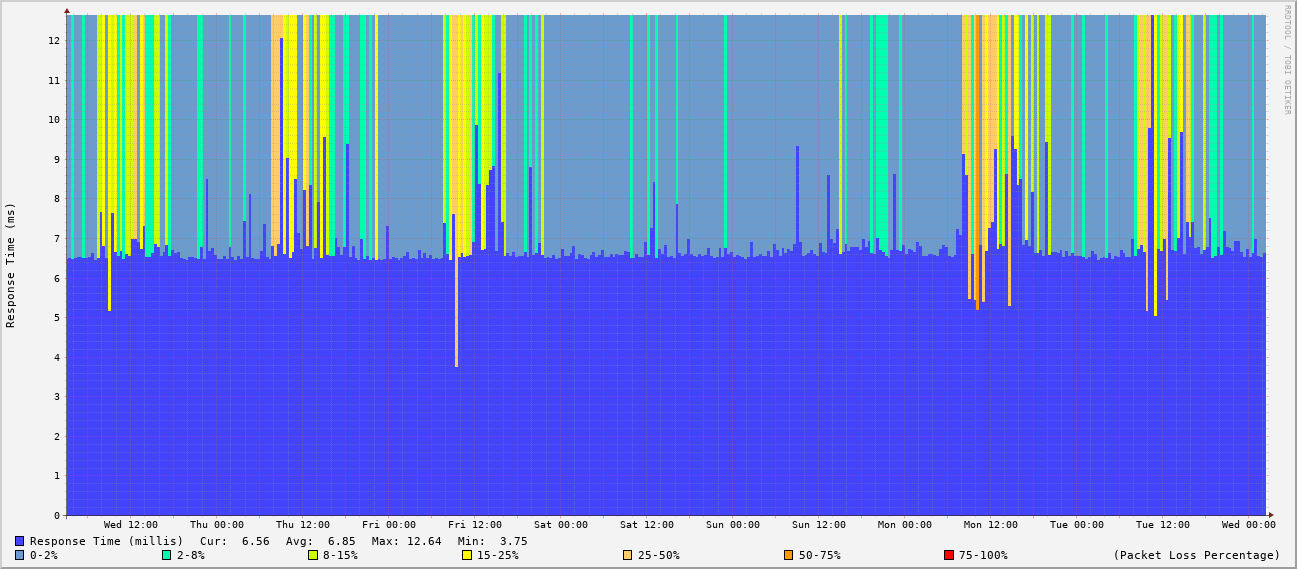 RRDTOOL / TOBI OETIKER
Response Time (ms)
12
11
10
9
8
7
6
5
4
3
2
1
0
Wed 12:00 Thu 00:00 Thu 12:00 Fri 00:00 Fri 12:00 Sat 00:00 Sat 12:00 Sun 00:00 Sun 12:00 Mon 00:00 Mon 12:00 Tue 00:00 Tue 12:00 Wed 00:00
Response Time (millis) Cur: 6.56 Avg: 6.85 Max: 12.64 Min: 3.75
0-2% 2-8% 8-15% 15-25% 25-50% 50-75% 75-100% (Packet Loss Percentage)